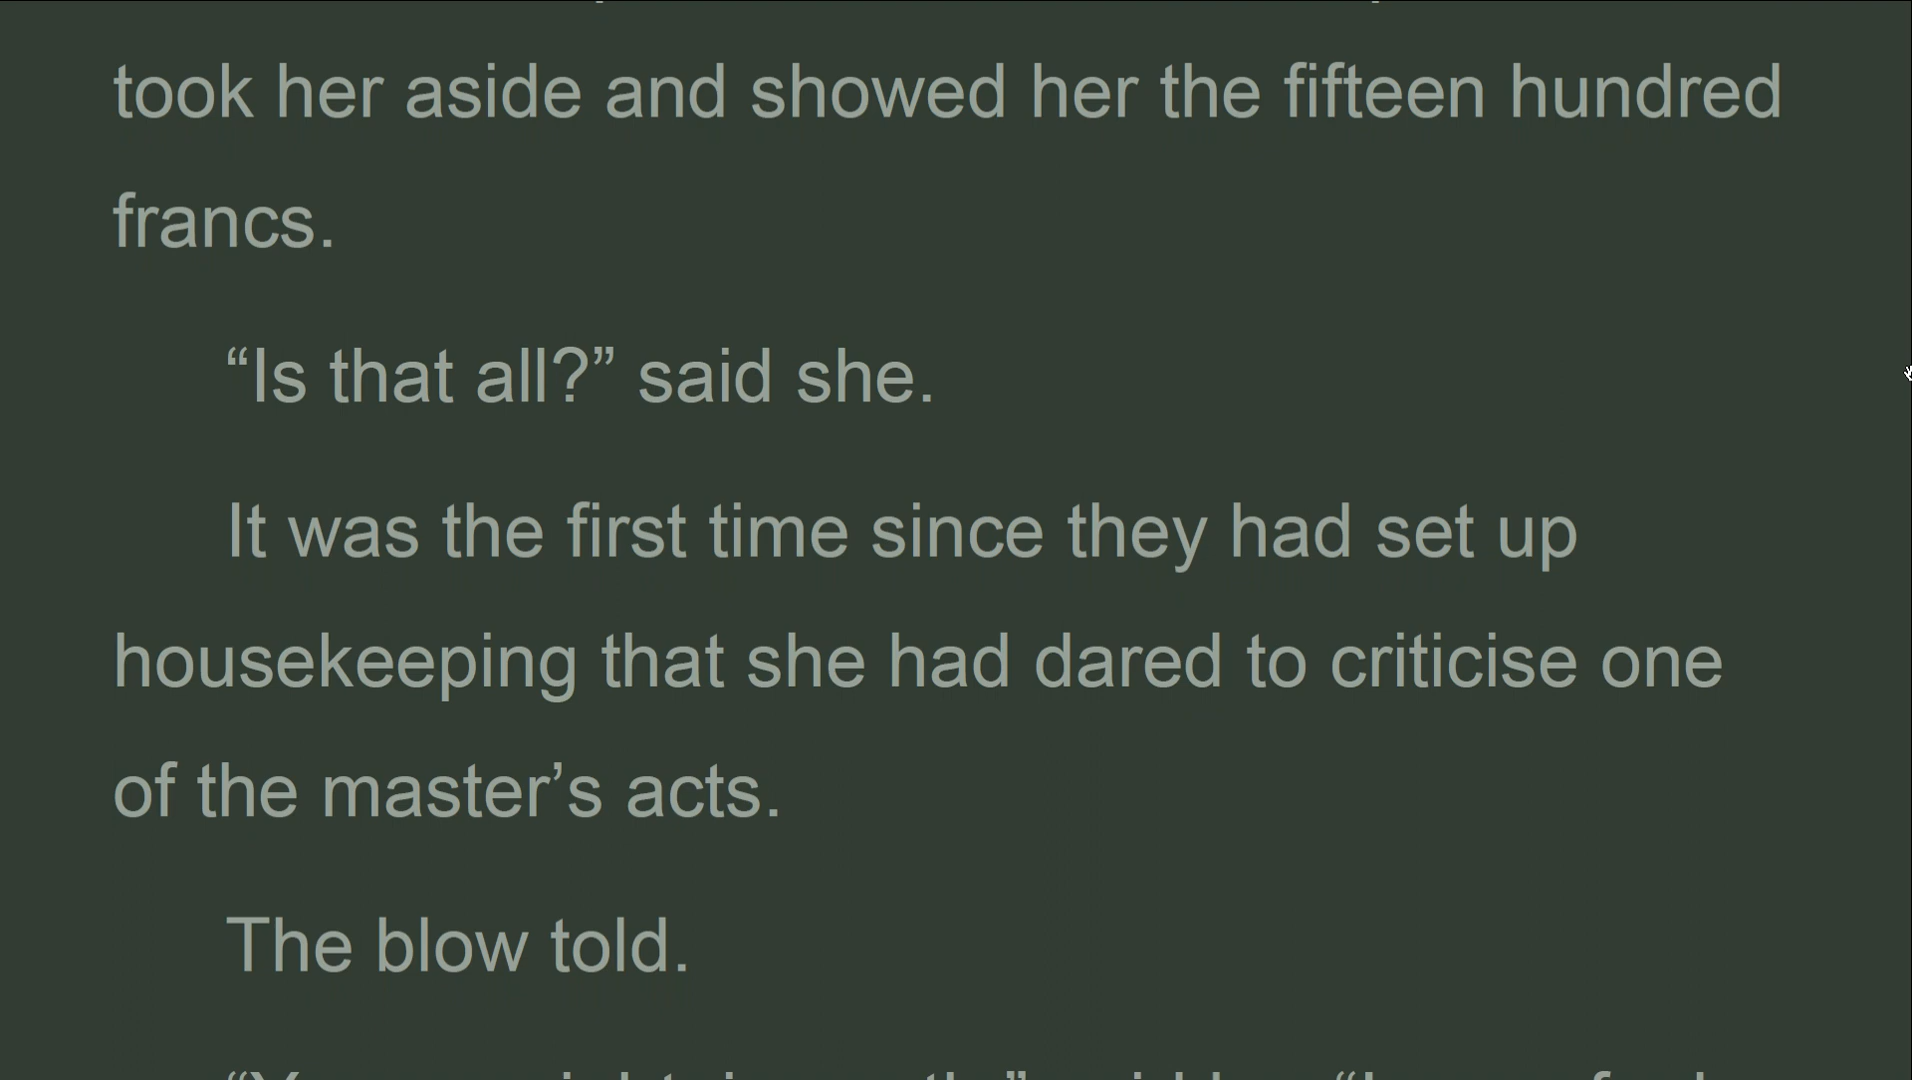 took her aside and showed her the fifteen hundred
francs.
“Is that all?” said she.
It was the first time since they had set up
housekeeping that she had dared to criticise one
of the master’s acts.
The blow told.